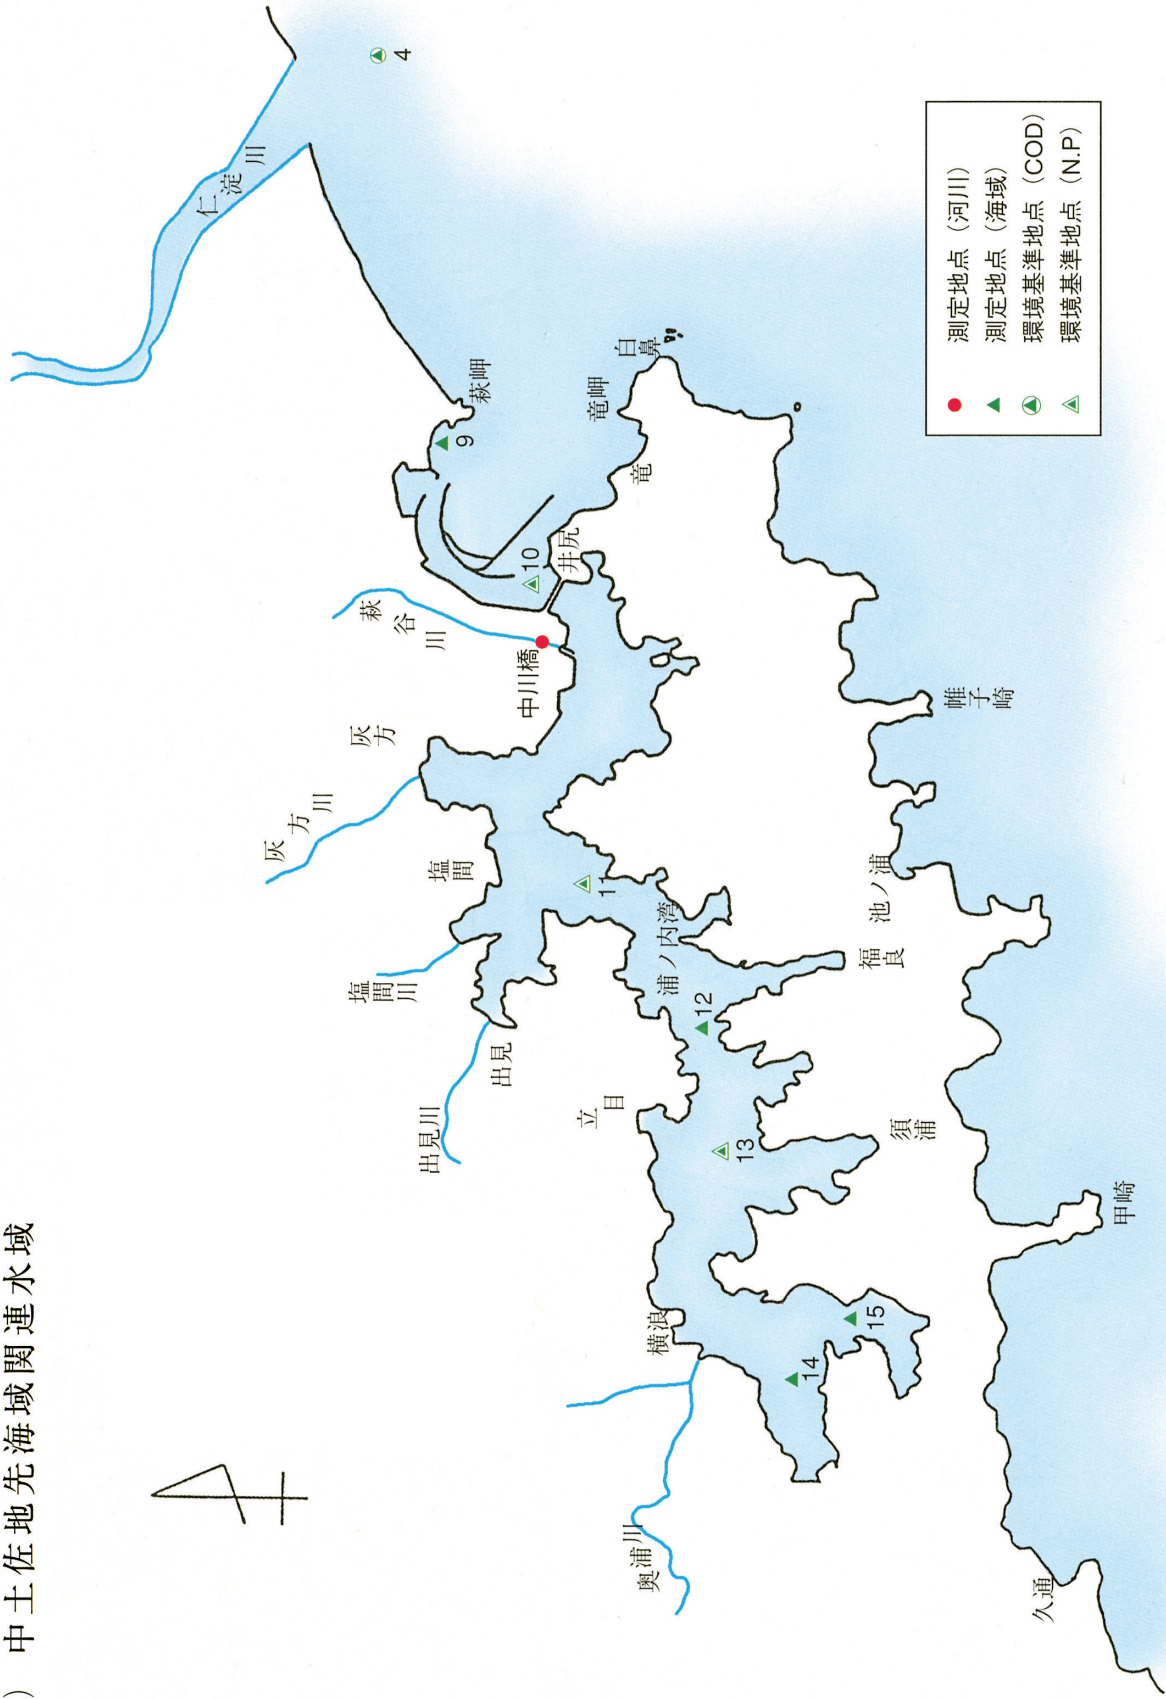 ） 中土佐地先海域関連水域
仁淀川
4
萩岬
9
白鼻
竜岬
竜
10
井尻
萩谷川
中川橋
灰方
灰方川
塩間
11
塩間川
浦ノ内湾
出見
出見川
12
池ノ浦
福良
帷子崎
立目
13
須浦
横浪
14
15
甲崎
奥浦川
久通
測定地点（河川）
測定地点（海域）
環境基準地点（COD）
環境基準地点（N.P）